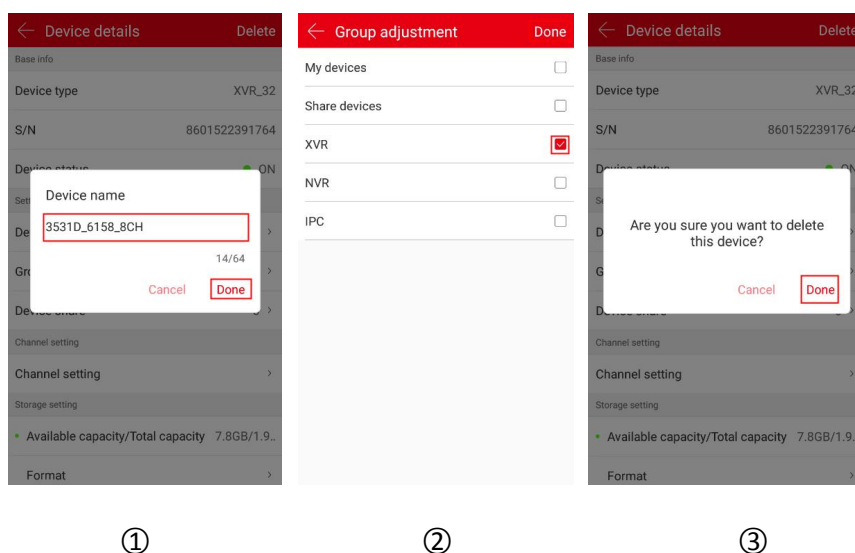 Device details Delete
Base info
Device type XVR_32
S/N 8601522391764
Device status ON
Device name
3531D_6158_8CH
14/64
Cancel Done
Channel setting
Channel setting
Storage setting
Available capacity/Total capacity 7.8GB/1.9..
Format
①
Group adjustment Done
My devices
Share devices
XVR
NVR
IPC
②
Device details Delete
Base info
Device type XVR_32
S/N 8601522391764
Are you sure you want to delete
this device?
Cancel Done
Channel setting
Channel setting
Storage setting
Available capacity/Total capacity 7.8GB/1.9.
Format
③